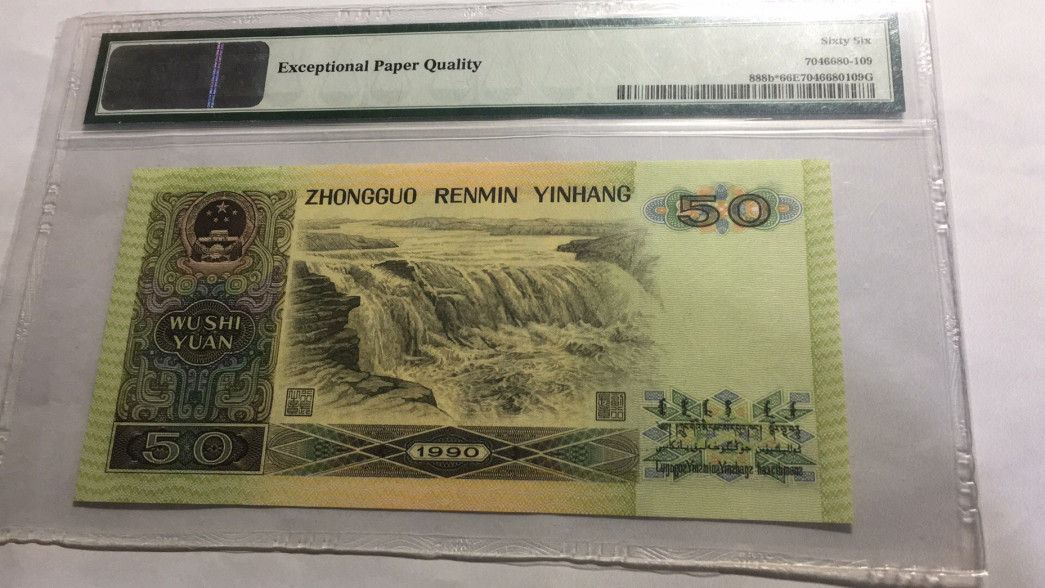 Exceptional Paper Quality
Sixty Six
7046680-109
888b*66E7046680109G
ZHONGGUO RENMIN YINHANG
50
WU SHI
YUAN
50
1990